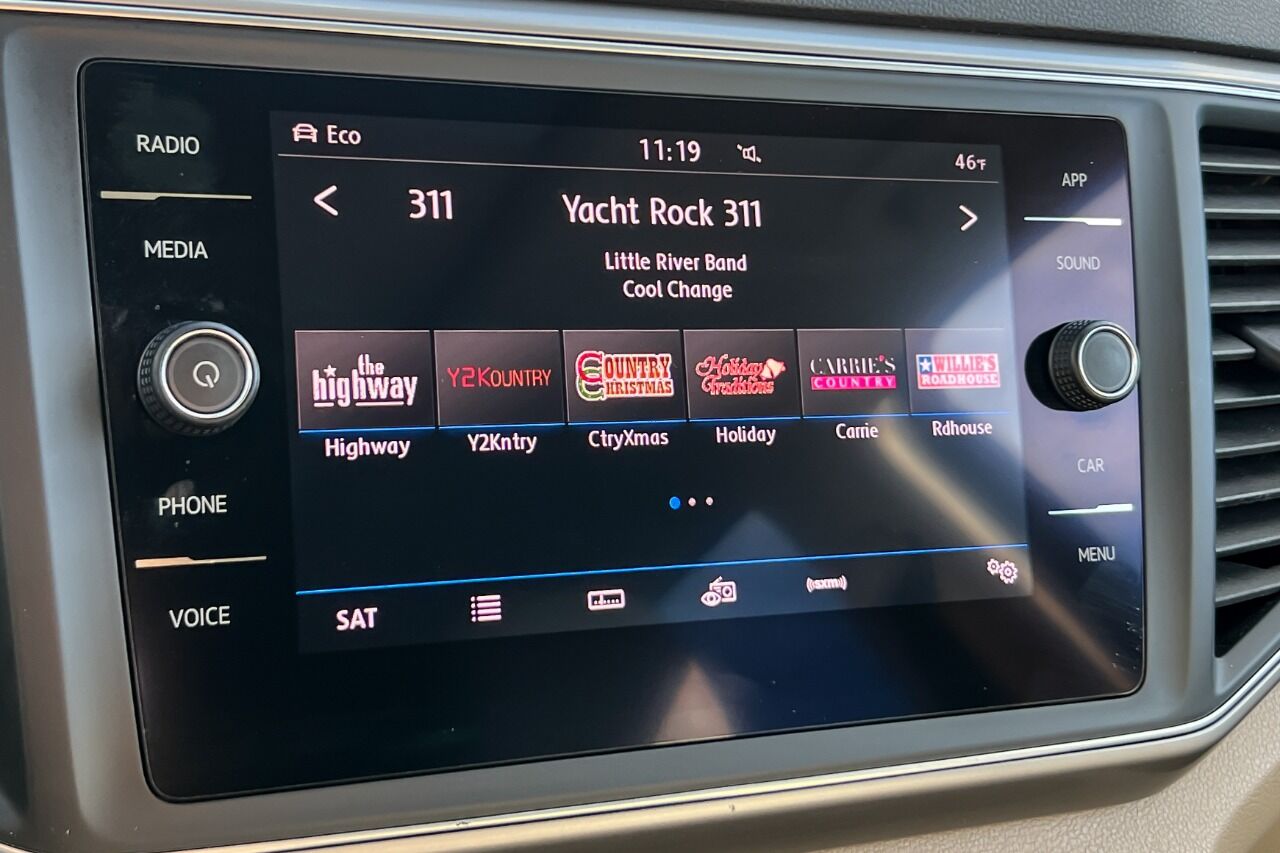 RADIO
MEDIA
PHONE
VOICE
Eco
11:19
46°F
311
Yacht Rock 311
Little River Band
Cool Change
the
highway
Y2KOUNTRY
COUNTRY
CHRISTMAS
Holiday
Traditions
CARRIE'S
COUNTRY
WILLIE'S
ROADHOUSE
Highway
Y2Kntry
CtryXmas
Holiday
Carrie
Rdhouse
SAT
((sxm))
APP
SOUND
CAR
MENU